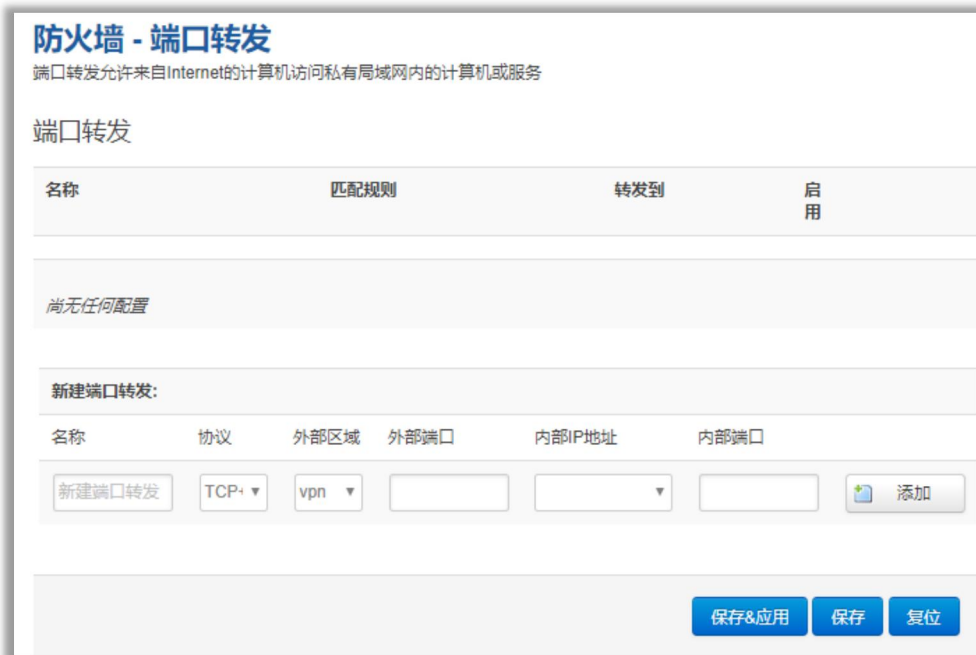 防火墙 - 端口转发
端口转发允许来自Internet的计算机访问私有局域网内的计算机或服务
端口转发
名称 匹配规则 转发到 启用
尚无任何配置
新建端口转发:
名称 协议 外部区域 外部端口 内部IP地址 内部端口
新建端口转发 TCP+ vpn 添加
保存&应用 保存 复位